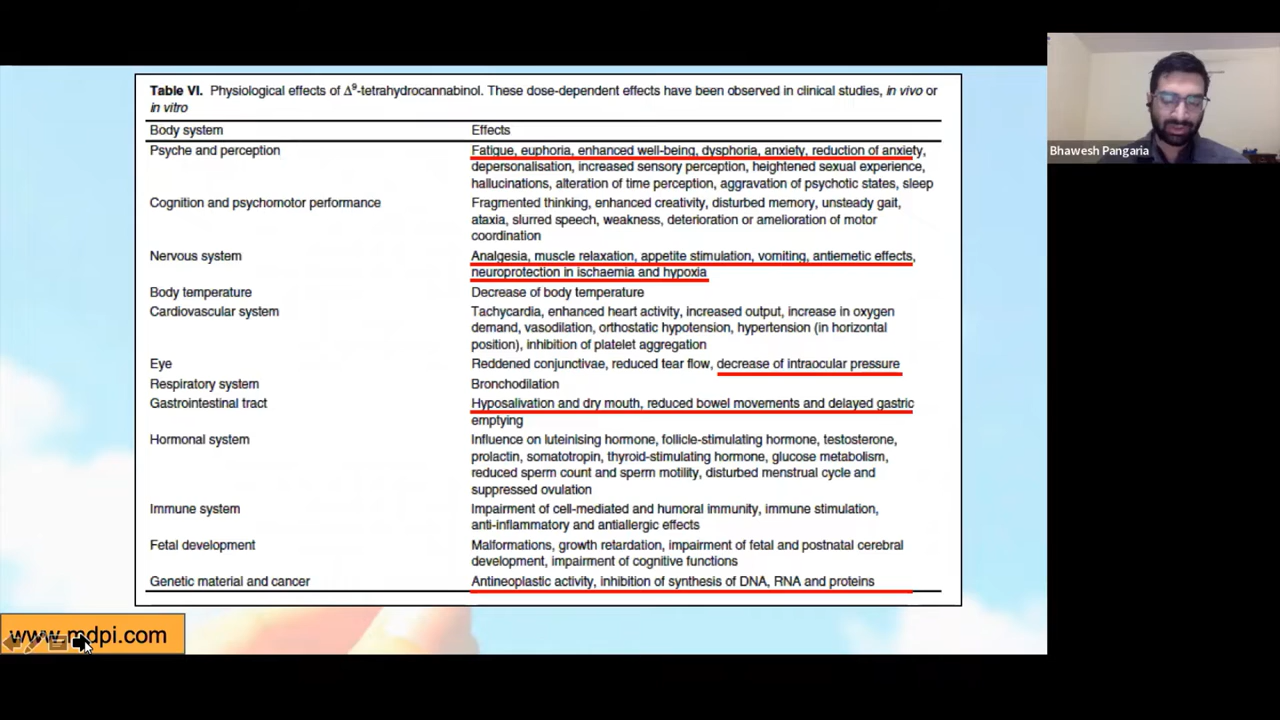 Table VI. Physiological effects of Δ⁹-tetrahydrocannabinol. These dose-dependent effects have been observed in clinical studies, in vivo or
in vitro
Body system Effects
Psyche and perception Fatigue, euphoria, enhanced well-being, dysphoria, anxiety, reduction of anxiety,
depersonalisation, increased sensory perception, heightened sexual experience,
hallucinations, alteration of time perception, aggravation of psychotic states, sleep
Cognition and psychomotor performance Fragmented thinking, enhanced creativity, disturbed memory, unsteady gait,
ataxia, slurred speech, weakness, deterioration or amelioration of motor
coordination
Nervous system Analgesia, muscle relaxation, appetite stimulation, vomiting, antiemetic effects,
neuroprotection in ischaemia and hypoxia
Body temperature Decrease of body temperature
Cardiovascular system Tachycardia, enhanced heart activity, increased output, increase in oxygen
demand, vasodilation, orthostatic hypotension, hypertension (in horizontal
position), inhibition of platelet aggregation
Eye Reddened conjunctivae, reduced tear flow, decrease of intraocular pressure
Respiratory system Bronchodilation
Gastrointestinal tract Hyposalivation and dry mouth, reduced bowel movements and delayed gastric
emptying
Hormonal system Influence on luteinising hormone, follicle-stimulating hormone, testosterone,
prolactin, somatotropin, thyroid-stimulating hormone, glucose metabolism,
reduced sperm count and sperm motility, disturbed menstrual cycle and
suppressed ovulation
Immune system Impairment of cell-mediated and humoral immunity, immune stimulation,
anti-inflammatory and antiallergic effects
Fetal development Malformations, growth retardation, impairment of fetal and postnatal cerebral
development, impairment of cognitive functions
Genetic material and cancer Antineoplastic activity, inhibition of synthesis of DNA, RNA and proteins
www.mdpi.com
Bhawesh Pangaria